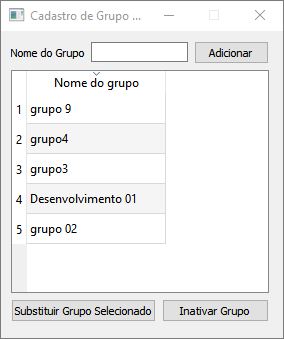 Cadastro de Grupo ...
Nome do Grupo Adicionar
Nome do grupo
1 grupo 9
2 grupo4
3 grupo3
4 Desenvolvimento 01
5 grupo 02
Substituir Grupo Selecionado Inativar Grupo